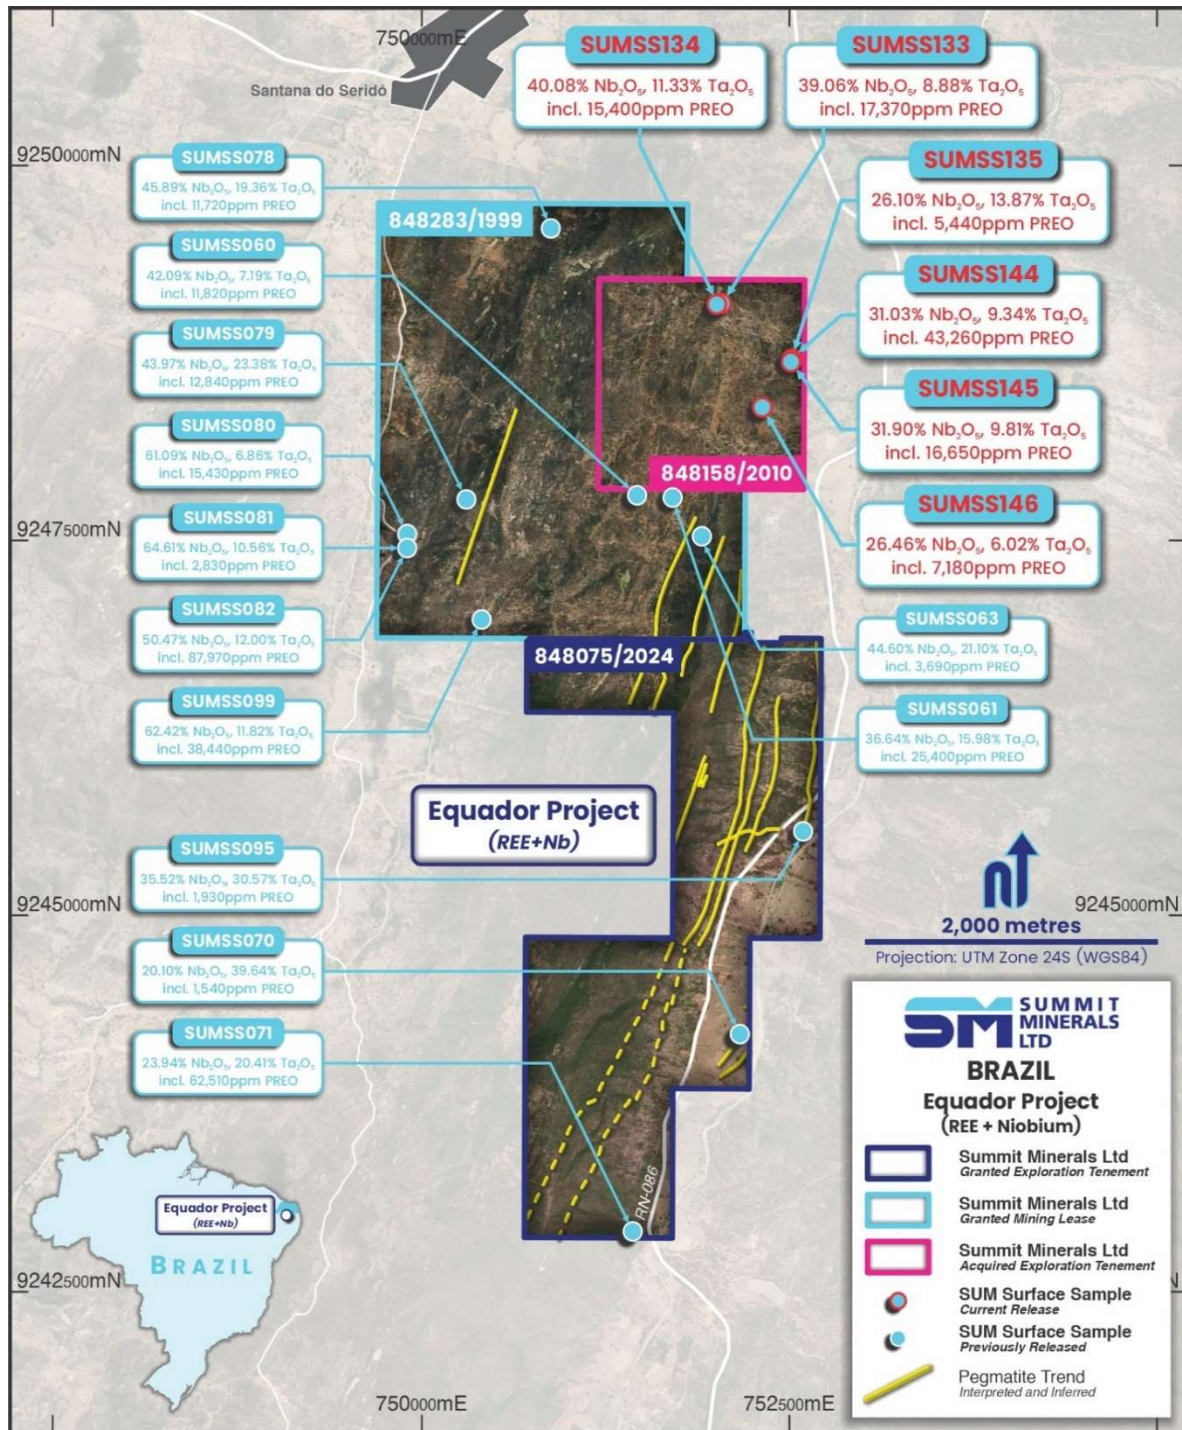 750000mE
Santana do Seridó
9250000mN
SUMSS134
40.08% Nb₂O₅, 11.33% Ta₂O₅
incl. 15,400ppm PREO
SUMSS133
39.06% Nb₂O₅, 8.88% Ta₂O₅
incl. 17,370ppm PREO
SUMSS135
26.10% Nb₂O₅, 13.87% Ta₂O₅
incl. 5,440ppm PREO
SUMSS144
31.03% Nb₂O₅, 9.34% Ta₂O₅
incl. 43,260ppm PREO
SUMSS145
31.90% Nb₂O₅, 9.81% Ta₂O₅
incl. 16,650ppm PREO
SUMSS146
26.46% Nb₂O₅, 6.02% Ta₂O₅
incl. 7,180ppm PREO
SUMSS063
44.60% Nb₂O₅, 21.10% Ta₂O₅
incl. 3,690ppm PREO
SUMSS061
36.64% Nb₂O₅, 15.98% Ta₂O₅
incl. 25,400ppm PREO
SUMSS078
45.89% Nb₂O₅, 19.36% Ta₂O₅
incl. 11,720ppm PREO
SUMSS060
42.09% Nb₂O₅, 7.19% Ta₂O₅
incl. 11,820ppm PREO
SUMSS079
43.97% Nb₂O₅, 23.38% Ta₂O₅
incl. 12,840ppm PREO
SUMSS080
61.09% Nb₂O₅, 6.86% Ta₂O₅
incl. 15,430ppm PREO
SUMSS081
64.61% Nb₂O₅, 10.56% Ta₂O₅
incl. 2,830ppm PREO
SUMSS082
50.47% Nb₂O₅, 12.00% Ta₂O₅
incl. 87,970ppm PREO
SUMSS099
62.42% Nb₂O₅, 11.82% Ta₂O₅
incl. 38,440ppm PREO
SUMSS095
35.52% Nb₂O₅, 30.57% Ta₂O₅
incl. 1,930ppm PREO
SUMSS070
20.10% Nb₂O₅, 39.64% Ta₂O₅
incl. 1,540ppm PREO
SUMSS071
23.94% Nb₂O₅, 20.41% Ta₂O₅
incl 62,510ppm PREO
848283/1999
848158/2010
848075/2024
9247500mN
Equador Project
(REE+Nb)
9245000mN
9245000mN
n
2,000 metres
Projection: UTM Zone 24S (WGS84)
RN-086
9242500mN
N
Equador Project
(REE+Nb)
BRAZIL
750000mE
752500mE
SM SUMMIT
MINERALS
LTD
BRAZIL
Equador Project
(REE + Niobium)
Summit Minerals Ltd
Granted Exploration Tenement
Summit Minerals Ltd
Granted Mining Lease
Summit Minerals Ltd
Acquired Exploration Tenement
SUM Surface Sample
Current Release
SUM Surface Sample
Previously Released
Pegmatite Trend
Interpreted and Inferred